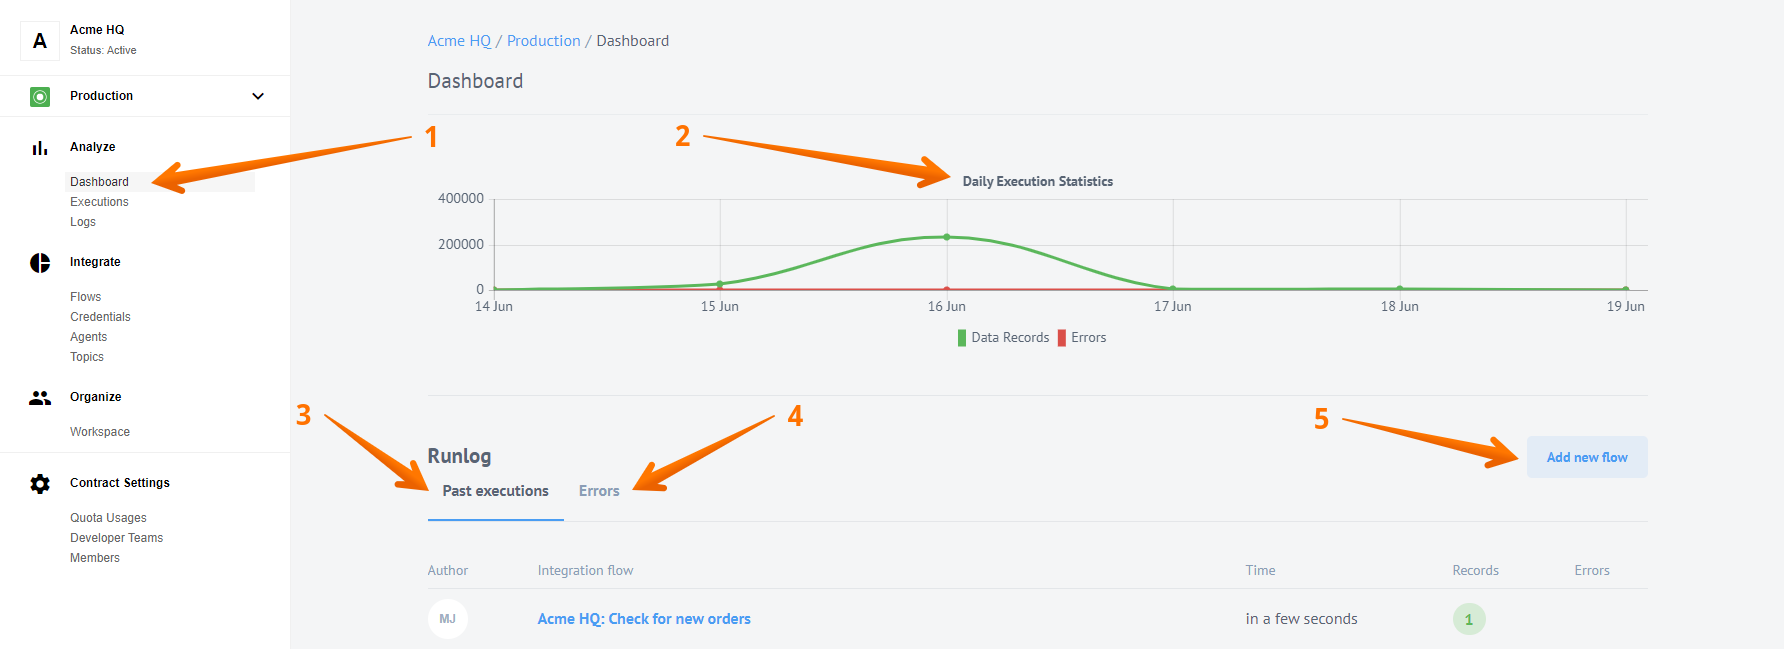 A
Acme HQ
Status: Active
Production
Analyze
Dashboard
Executions
Logs
Integrate
Flows
Credentials
Agents
Topics
Organize
Workspace
Contract Settings
Quota Usages
Developer Teams
Members
Acme HQ / Production / Dashboard
Dashboard
1
2
Daily Execution Statistics
400000
200000
0
14 Jun 15 Jun 16 Jun 17 Jun 18 Jun 19 Jun
Data Records Errors
3
4
5
Runlog
Add new flow
Past executions Errors
Author Integration flow Time Records Errors
MJ Acme HQ: Check for new orders in a few seconds 1